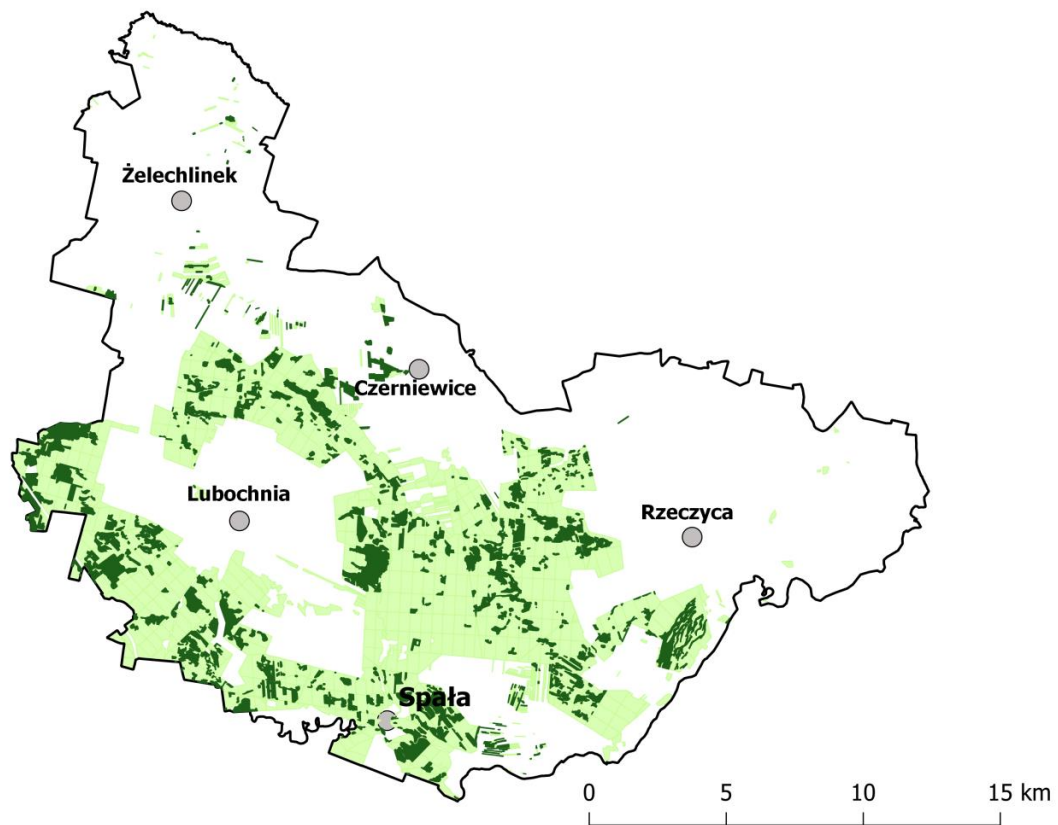 Żelechlinek
Czerniewice
Lubochnia
Rzeczyca
Spała
0 5 10 15 km